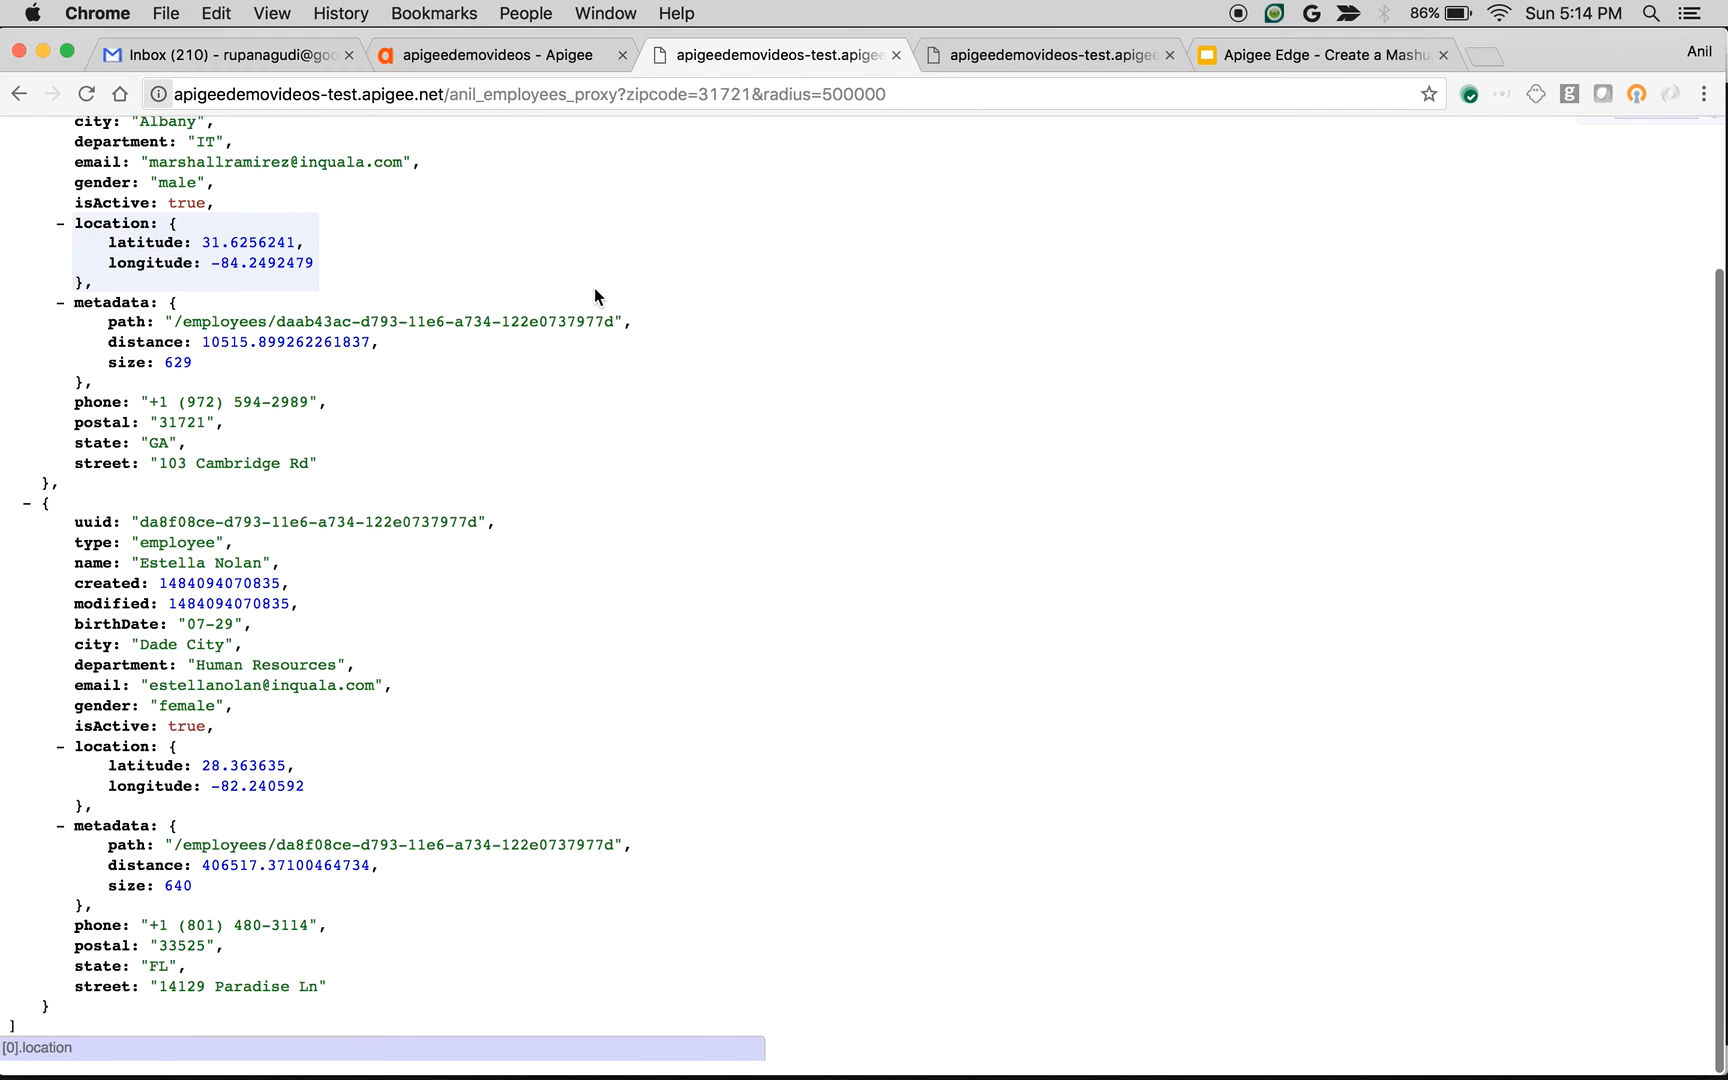 Chrome File Edit View History Bookmarks People Window Help 86% Sun 5:14 PM
Inbox (210) - rupanagudi@goo apigeedemovideos - Apigee apigeedemovideos-test.apigee apigeedemovideos-test.apigee Apigee Edge - Create a Mashu Anil
apigeedemovideos-test.apigee.net/anil_employees_proxy?zipcode=31721&radius=500000
city: "Albany",
department: "IT",
email: "marshallramirez@inquala.com",
gender: "male",
isActive: true,
- location: {
latitude: 31.6256241,
longitude: -84.2492479
},
- metadata: {
path: "/employees/daab43ac-d793-11e6-a734-122e0737977d",
distance: 10515.899262261837,
size: 629
},
phone: "+1 (972) 594-2989",
postal: "31721",
state: "GA",
street: "103 Cambridge Rd"
},
- {
uuid: "da8f08ce-d793-11e6-a734-122e0737977d",
type: "employee",
name: "Estella Nolan",
created: 1484094070835,
modified: 1484094070835,
birthDate: "07-29",
city: "Dade City",
department: "Human Resources",
email: "estellanolan@inquala.com",
gender: "female",
isActive: true,
- location: {
latitude: 28.363635,
longitude: -82.240592
},
- metadata: {
path: "/employees/da8f08ce-d793-11e6-a734-122e0737977d",
distance: 406517.37100464734,
size: 640
},
phone: "+1 (801) 480-3114",
postal: "33525",
state: "FL",
street: "14129 Paradise Ln"
}
]
[0].location